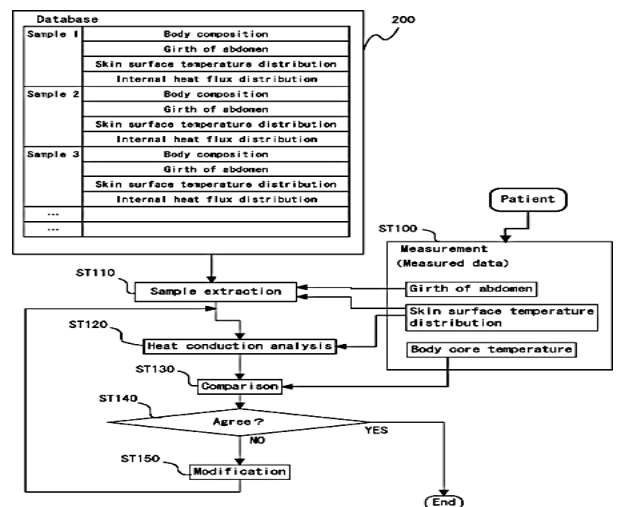 Database
200
Sample 1
Body composition
Girth of abdomen
Skin surface temperature distribution
Internal heat flux distribution
Sample 2
Body composition
Girth of abdomen
Skin surface temperature distribution
Internal heat flux distribution
Sample 3
Body composition
Girth of abdomen
Skin surface temperature distribution
Internal heat flux distribution
...
...
Patient
ST100
Measurement
(Measured data)
Girth of abdomen
Skin surface temperature
distribution
Body core temperature
ST110
Sample extraction
ST120
Heat conduction analysis
ST130
Comparison
ST140
Agree?
YES
NO
ST150
Modification
End